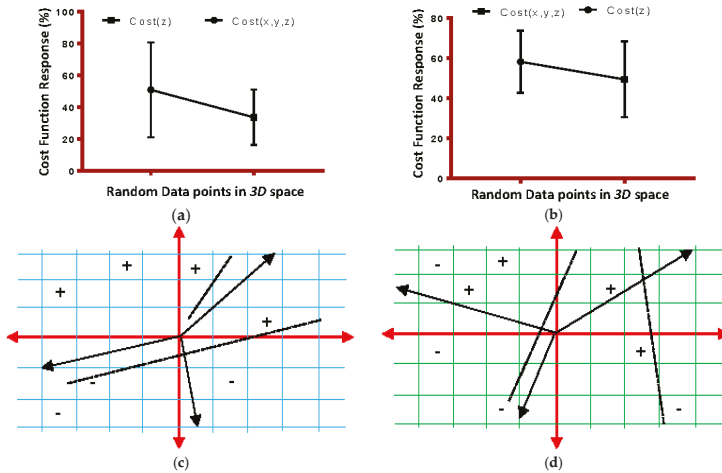 Cost(z) Cost(x,y,z)
Cost Function Response (%)
100
80
60
40
20
0
Random Data points in 3D space
(a)
Cost(x,y,z) Cost(z)
Cost Function Response (%)
80
60
40
20
0
Random Data points in 3D space
(b)
+ + +
+ +
- -
-
(c)
- +
+ +
- +
- -
(d)